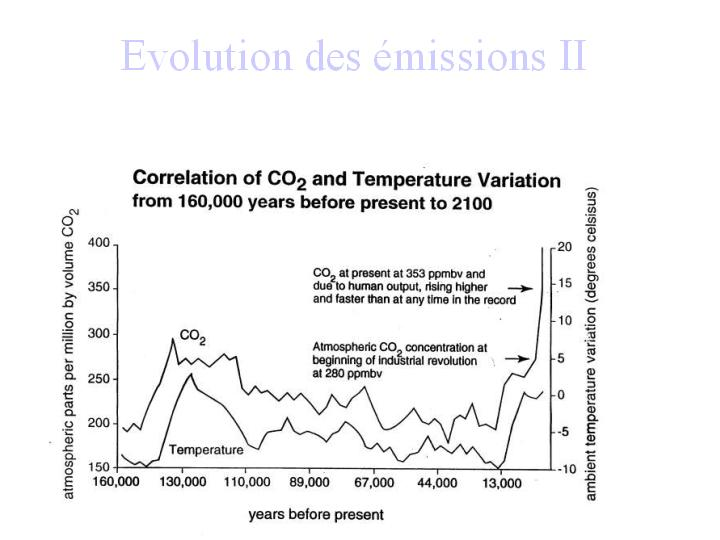 Evolution des émissions II
Correlation of CO2 and Temperature Variation
from 160,000 years before present to 2100
atmospheric parts per million by volume CO2
400
350
300
250
200
150
CO2 at present at 353 ppmbv and
due to human output, rising higher
and faster than at any time in the record
Atmospheric CO2 concentration at
beginning of industrial revolution
at 280 ppmbv
CO2
Temperature
20
15
10
5
0
-5
-10
ambient temperature variation (degrees celsisus)
160,000 130,000 110,000 89,000 67,000 44,000 13,000
years before present